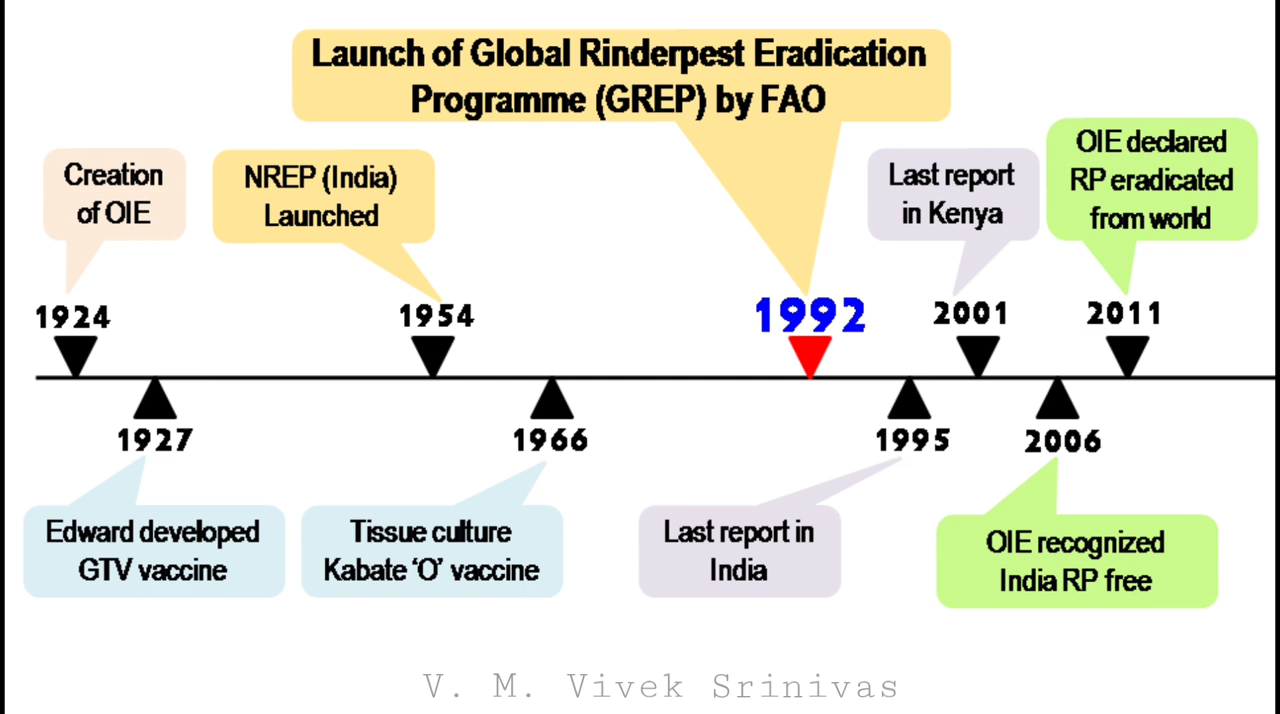 Launch of Global Rinderpest Eradication
Programme (GREP) by FAO
Creation
of OIE
NREP (India)
Launched
Last report
in Kenya
OIE declared
RP eradicated
from world
1924
1954
1992
2001
2011
1927
1966
1995
2006
Edward developed
GTV vaccine
Tissue culture
Kabate ‘O’ vaccine
Last report in
India
OIE recognized
India RP free
V. M. Vivek Srinivas